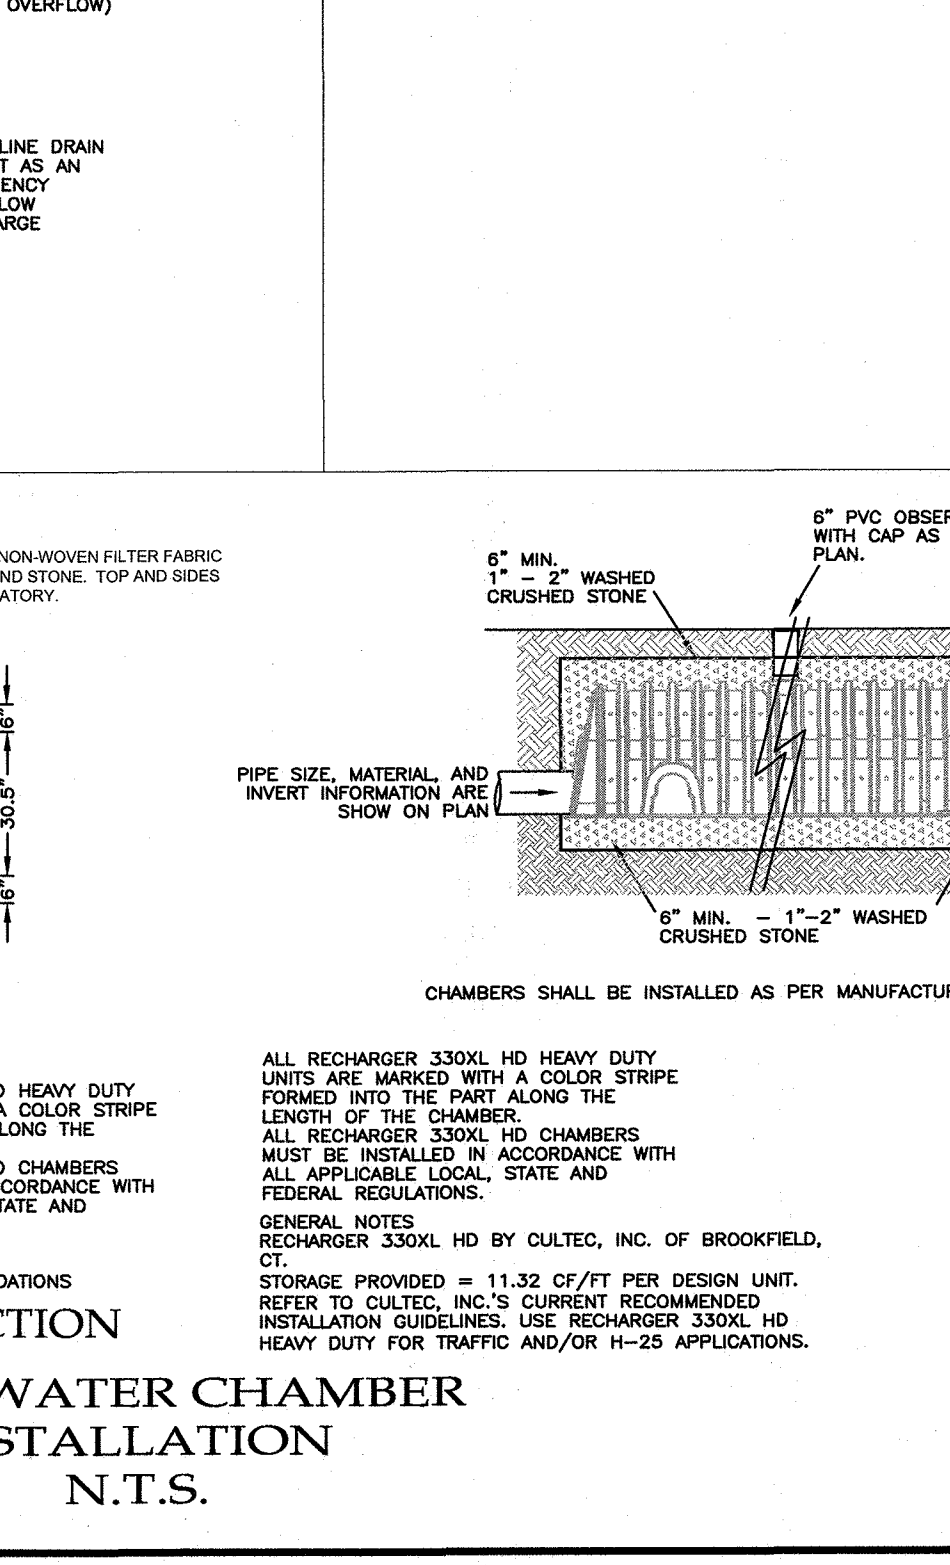 OVERFLOW)
LINE DRAIN
T AS AN
ENCY
LOW
ARGE
NON-WOVEN FILTER FABRIC
ND STONE. TOP AND SIDES
ATORY.
6"
30.5"
6"
6" PVC OBSER
WITH CAP AS
PLAN.
6" MIN.
1" - 2" WASHED
CRUSHED STONE
PIPE SIZE, MATERIAL, AND
INVERT INFORMATION ARE
SHOW ON PLAN
6" MIN. - 1"-2" WASHED
CRUSHED STONE
CHAMBERS SHALL BE INSTALLED AS PER MANUFACTUR
D HEAVY DUTY
A COLOR STRIPE
LONG THE
D CHAMBERS
CCORDANCE WITH
TATE AND
DATIONS
ALL RECHARGER 330XL HD HEAVY DUTY
UNITS ARE MARKED WITH A COLOR STRIPE
FORMED INTO THE PART ALONG THE
LENGTH OF THE CHAMBER.
ALL RECHARGER 330XL HD CHAMBERS
MUST BE INSTALLED IN ACCORDANCE WITH
ALL APPLICABLE LOCAL, STATE AND
FEDERAL REGULATIONS.
GENERAL NOTES
RECHARGER 330XL HD BY CULTEC, INC. OF BROOKFIELD,
CT.
STORAGE PROVIDED = 11.32 CF/FT PER DESIGN UNIT.
REFER TO CULTEC, INC.'S CURRENT RECOMMENDED
INSTALLATION GUIDELINES. USE RECHARGER 330XL HD
HEAVY DUTY FOR TRAFFIC AND/OR H-25 APPLICATIONS.
CTION
WATER CHAMBER
STALLATION
N.T.S.